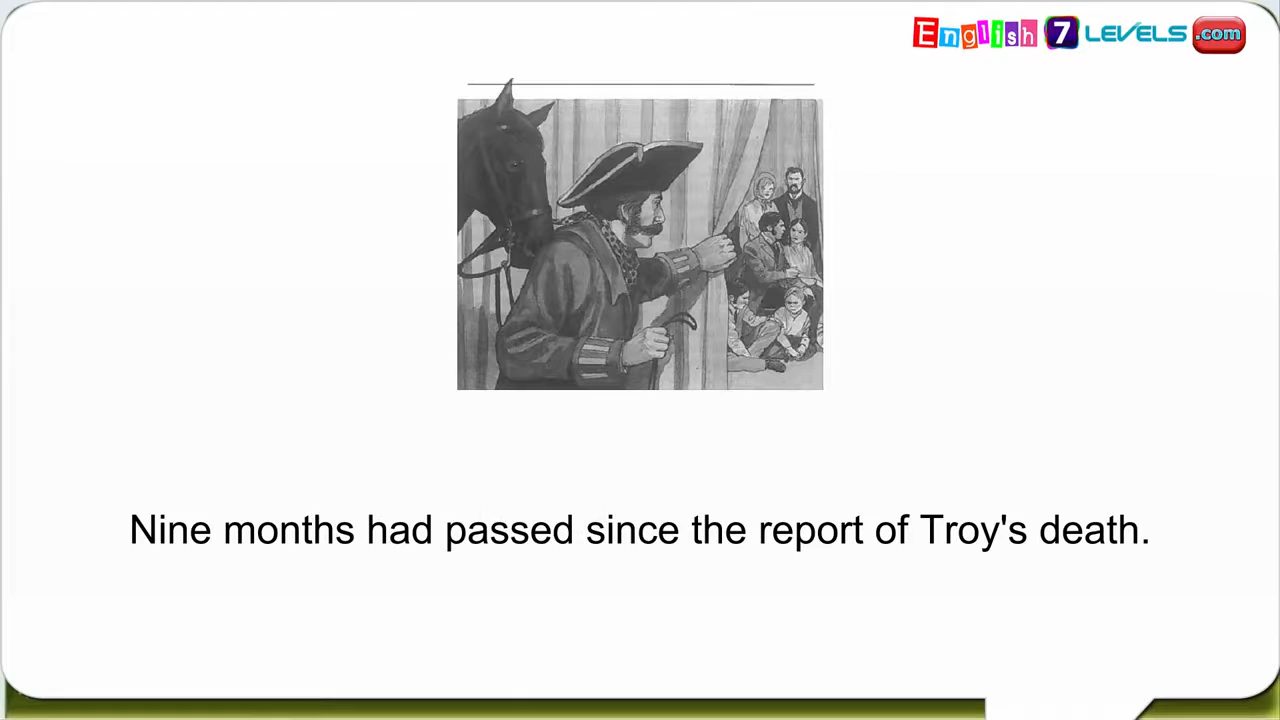 English 7 LEVELS .com
Nine months had passed since the report of Troy's death.